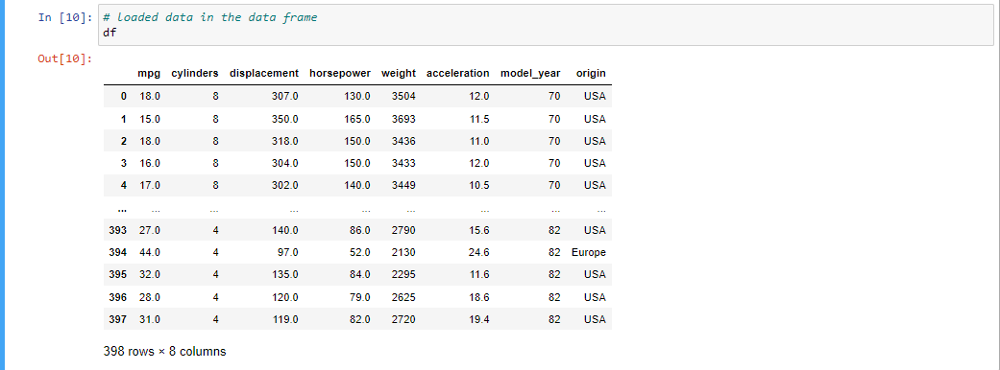 In [10]: # loaded data in the data frame
df
Out[10]:
mpg cylinders displacement horsepower weight acceleration model_year origin
0 18.0 8 307.0 130.0 3504 12.0 70 USA
1 15.0 8 350.0 165.0 3693 11.5 70 USA
2 18.0 8 318.0 150.0 3436 11.0 70 USA
3 16.0 8 304.0 150.0 3433 12.0 70 USA
4 17.0 8 302.0 140.0 3449 10.5 70 USA
... ... ... ... ... ... ... ... ...
393 27.0 4 140.0 86.0 2790 15.6 82 USA
394 44.0 4 97.0 52.0 2130 24.6 82 Europe
395 32.0 4 135.0 84.0 2295 11.6 82 USA
396 28.0 4 120.0 79.0 2625 18.6 82 USA
397 31.0 4 119.0 82.0 2720 19.4 82 USA
398 rows × 8 columns